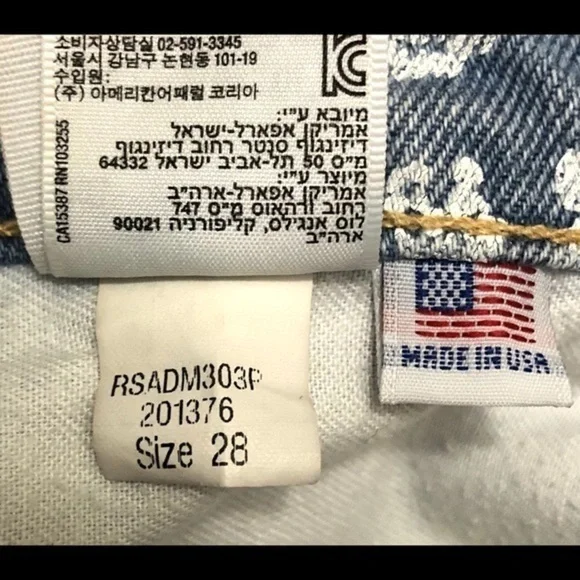 소비자상담실 02-591-3345
서울시 강남구 논현동 101-19
수입원:
(주) 아메리칸어패럴 코리아
מיובא ע״י:
אמריקן אפארל-ישראל
דיזינגוף סנטר רחוב דיזינגוף
מ״ס 50 תל-אביב ישראל 64332
מיוצר ע״י:
אמריקן אפארל-ארה״ב
רחוב ורהאוס מ״ס 747
לוס אנג׳לס, קליפורניה 90021
ארה״ב
CA15387 RN103255
RSADM303P
201376
Size 28
MADE IN USA